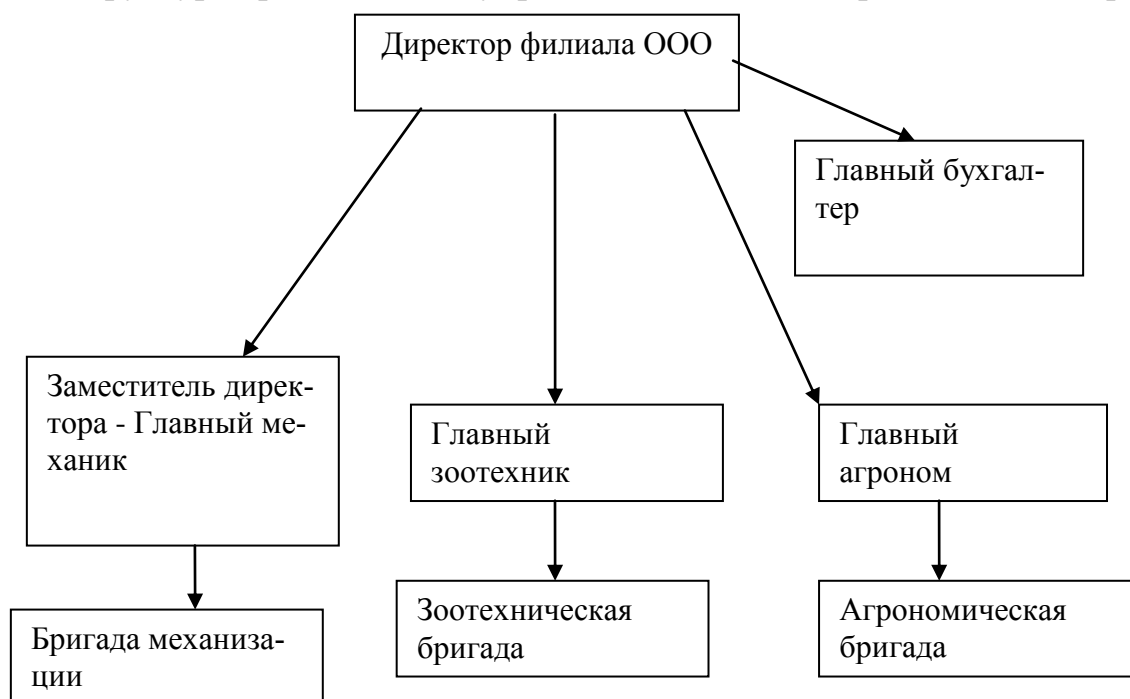 Директор филиала ООО
Главный бухгал-
тер
Заместитель дирек-
тора - Главный ме-
ханик
Главный
зоотехник
Главный
агроном
Бригада механиза-
ции
Зоотехническая
бригада
Агрономическая
бригада